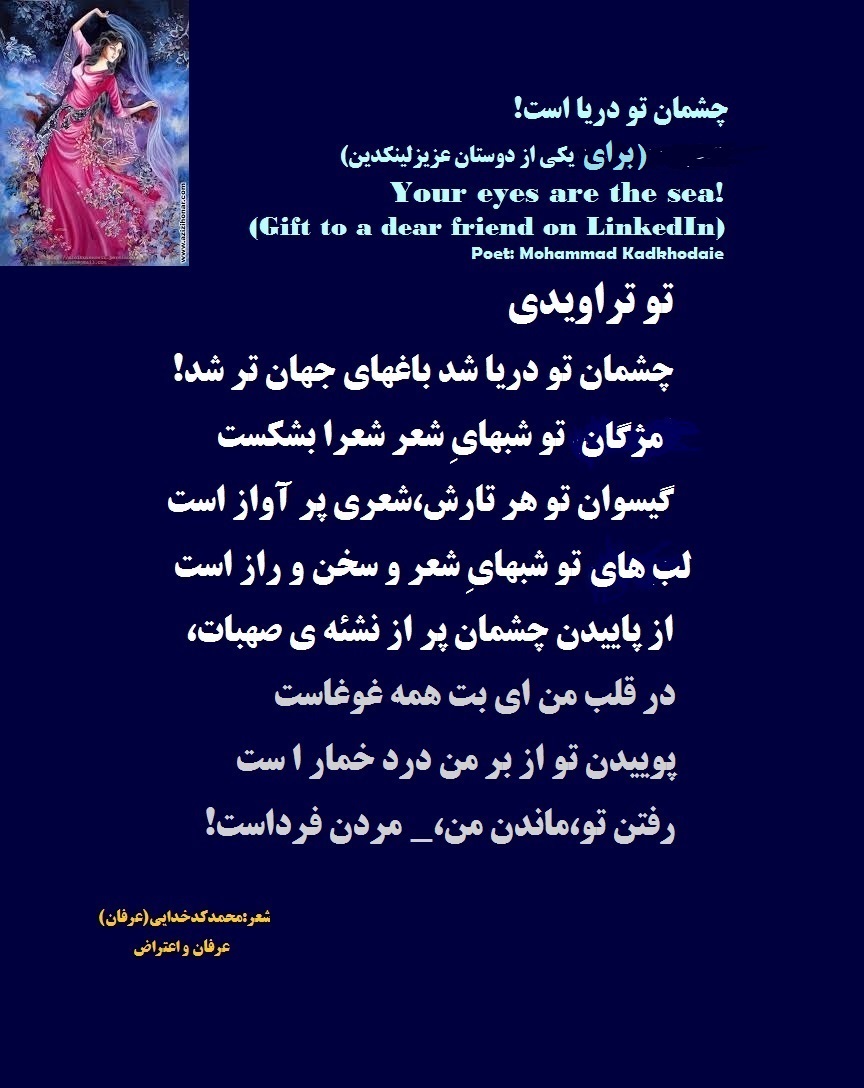 چشمان تو دریا است!
(برای یکی از دوستان عزیزلینکدین)
Your eyes are the sea!
(Gift to a dear friend on LinkedIn)
Poet: Mohammad Kadkhodaie
www.azizihonar.com
تو تراویدی
چشمان تو دریا شد باغهای جهان تر شد!
مژگان تو شبهایِ شعر شعرا بشکست
گیسوان تو هر تارش،شعری پر آواز است
لب های تو شبهایِ شعر و سخن و راز است
از پاییدن چشمان پر از نشئه ی صهبات،
در قلب من ای بت همه غوغاست
پوییدن تو از بر من درد خمار ا ست
رفتن تو،ماندن من،_ مردن فرداست!
شعر:محمدکدخدایی(عرفان)
عرفان و اعتراض